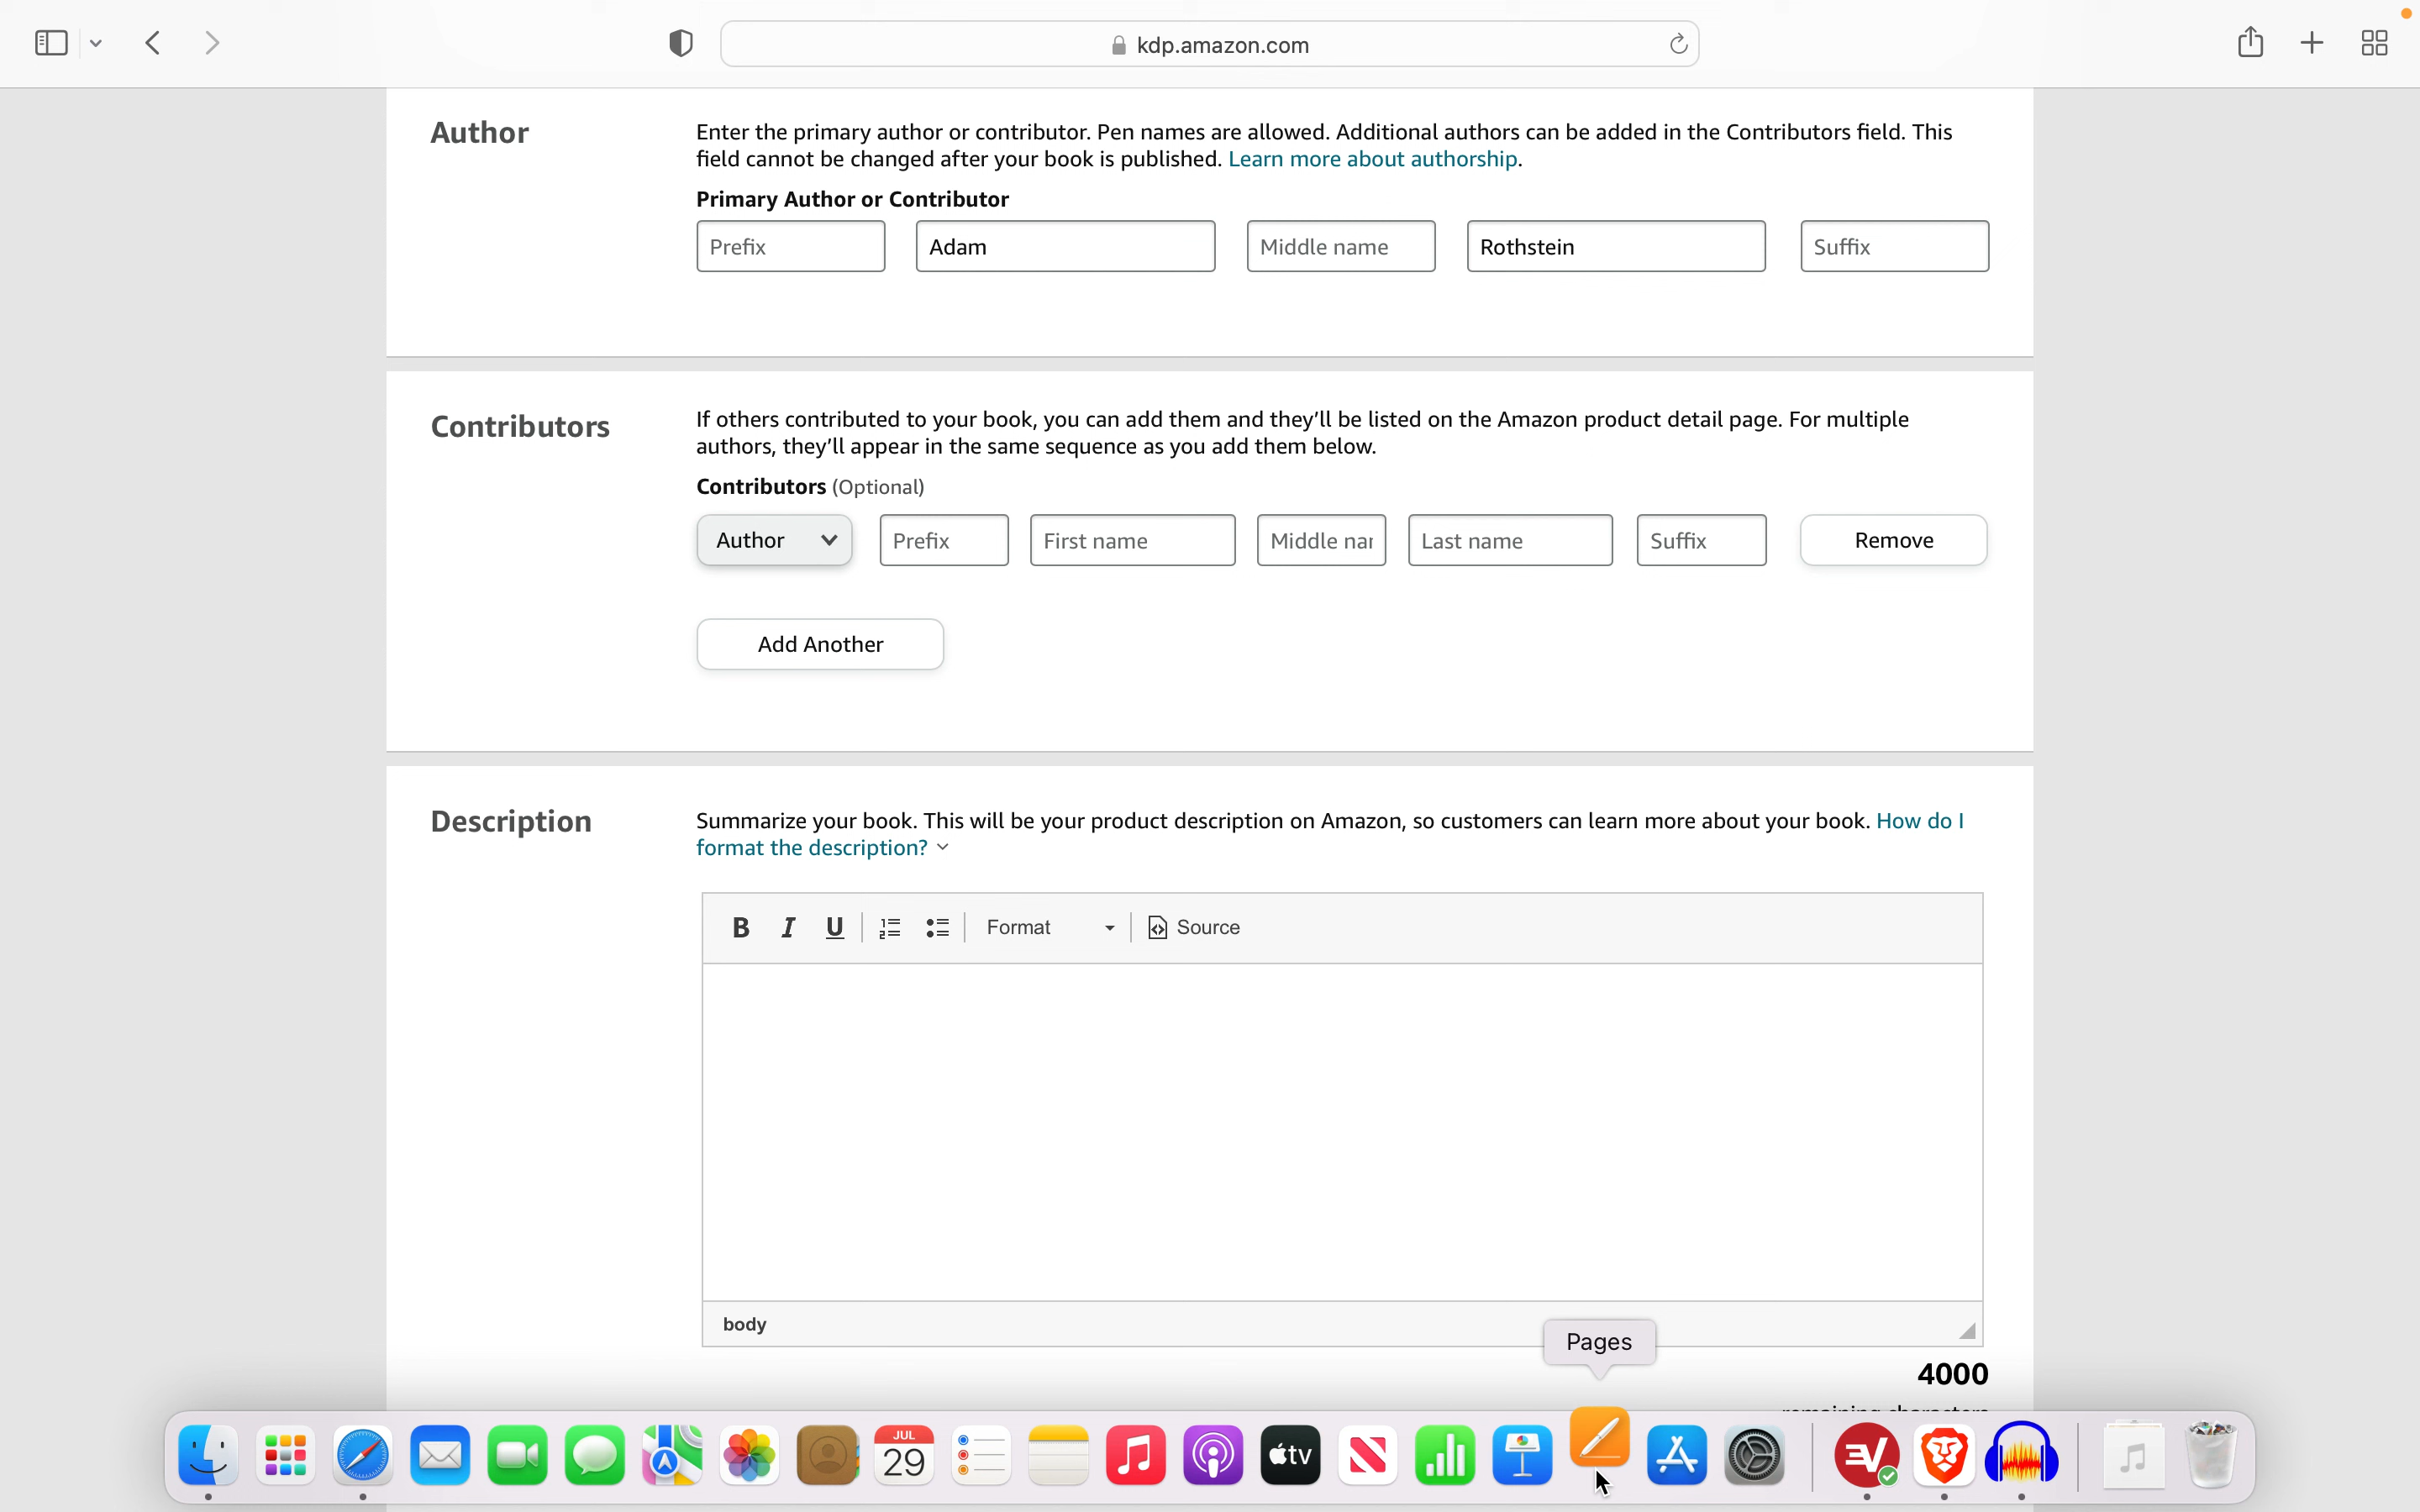 kdp.amazon.com
Author
Enter the primary author or contributor. Pen names are allowed. Additional authors can be added in the Contributors field. This
field cannot be changed after your book is published. Learn more about authorship.
Primary Author or Contributor
Prefix Adam Middle name Rothstein Suffix
Contributors
If others contributed to your book, you can add them and they'll be listed on the Amazon product detail page. For multiple
authors, they'll appear in the same sequence as you add them below.
Contributors (Optional)
Author Prefix First name Middle nar Last name Suffix Remove
Add Another
Description
Summarize your book. This will be your product description on Amazon, so customers can learn more about your book. How do I
format the description?
B I U Format Source
body
Pages
4000
remaining characters
JUL
29
tv